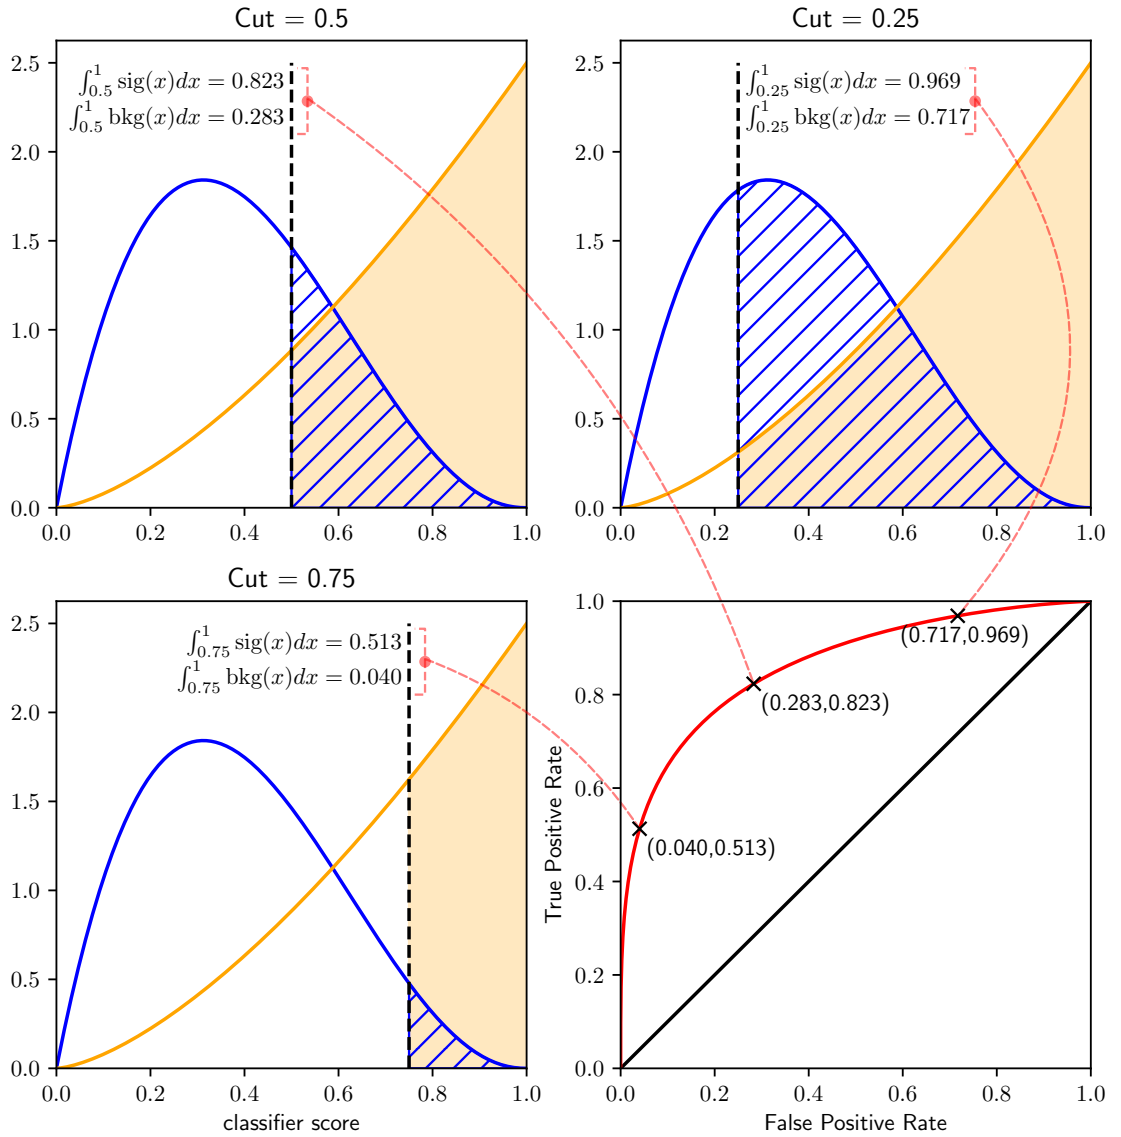 Cut = 0.5
2.5
2.0
1.5
1.0
0.5
0.0
∫_{0.5}^{1} sig(x)dx = 0.823
∫_{0.5}^{1} bkg(x)dx = 0.283
0.0 0.2 0.4 0.6 0.8 1.0
Cut = 0.25
2.5
2.0
1.5
1.0
0.5
0.0
∫_{0.25}^{1} sig(x)dx = 0.969
∫_{0.25}^{1} bkg(x)dx = 0.717
0.0 0.2 0.4 0.6 0.8 1.0
Cut = 0.75
2.5
2.0
1.5
1.0
0.5
0.0
∫_{0.75}^{1} sig(x)dx = 0.513
∫_{0.75}^{1} bkg(x)dx = 0.040
0.0 0.2 0.4 0.6 0.8 1.0
classifier score
True Positive Rate
1.0
0.8
0.6
0.4
0.2
0.0
(0.717,0.969)
(0.283,0.823)
(0.040,0.513)
0.0 0.2 0.4 0.6 0.8 1.0
False Positive Rate